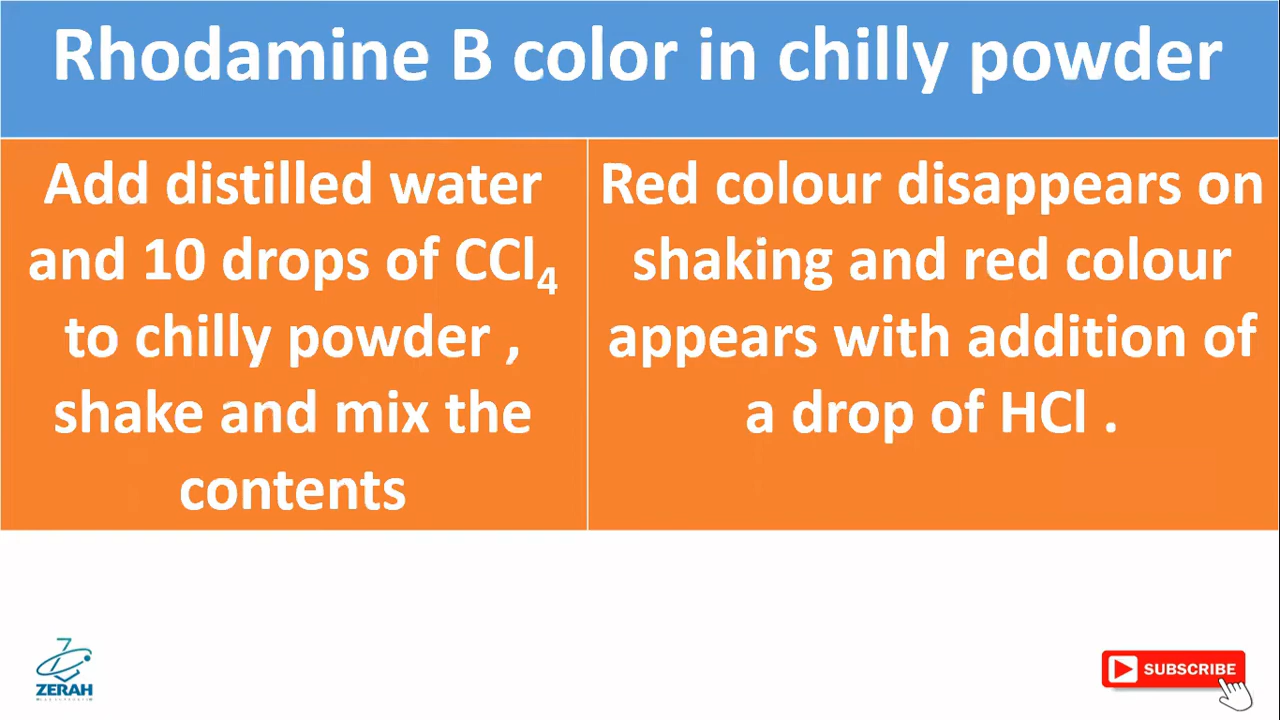 Rhodamine B color in chilly powder
Add distilled water
and 10 drops of CCl₄
to chilly powder ,
shake and mix the
contents
Red colour disappears on
shaking and red colour
appears with addition of
a drop of HCl .
ZERAH
SUBSCRIBE